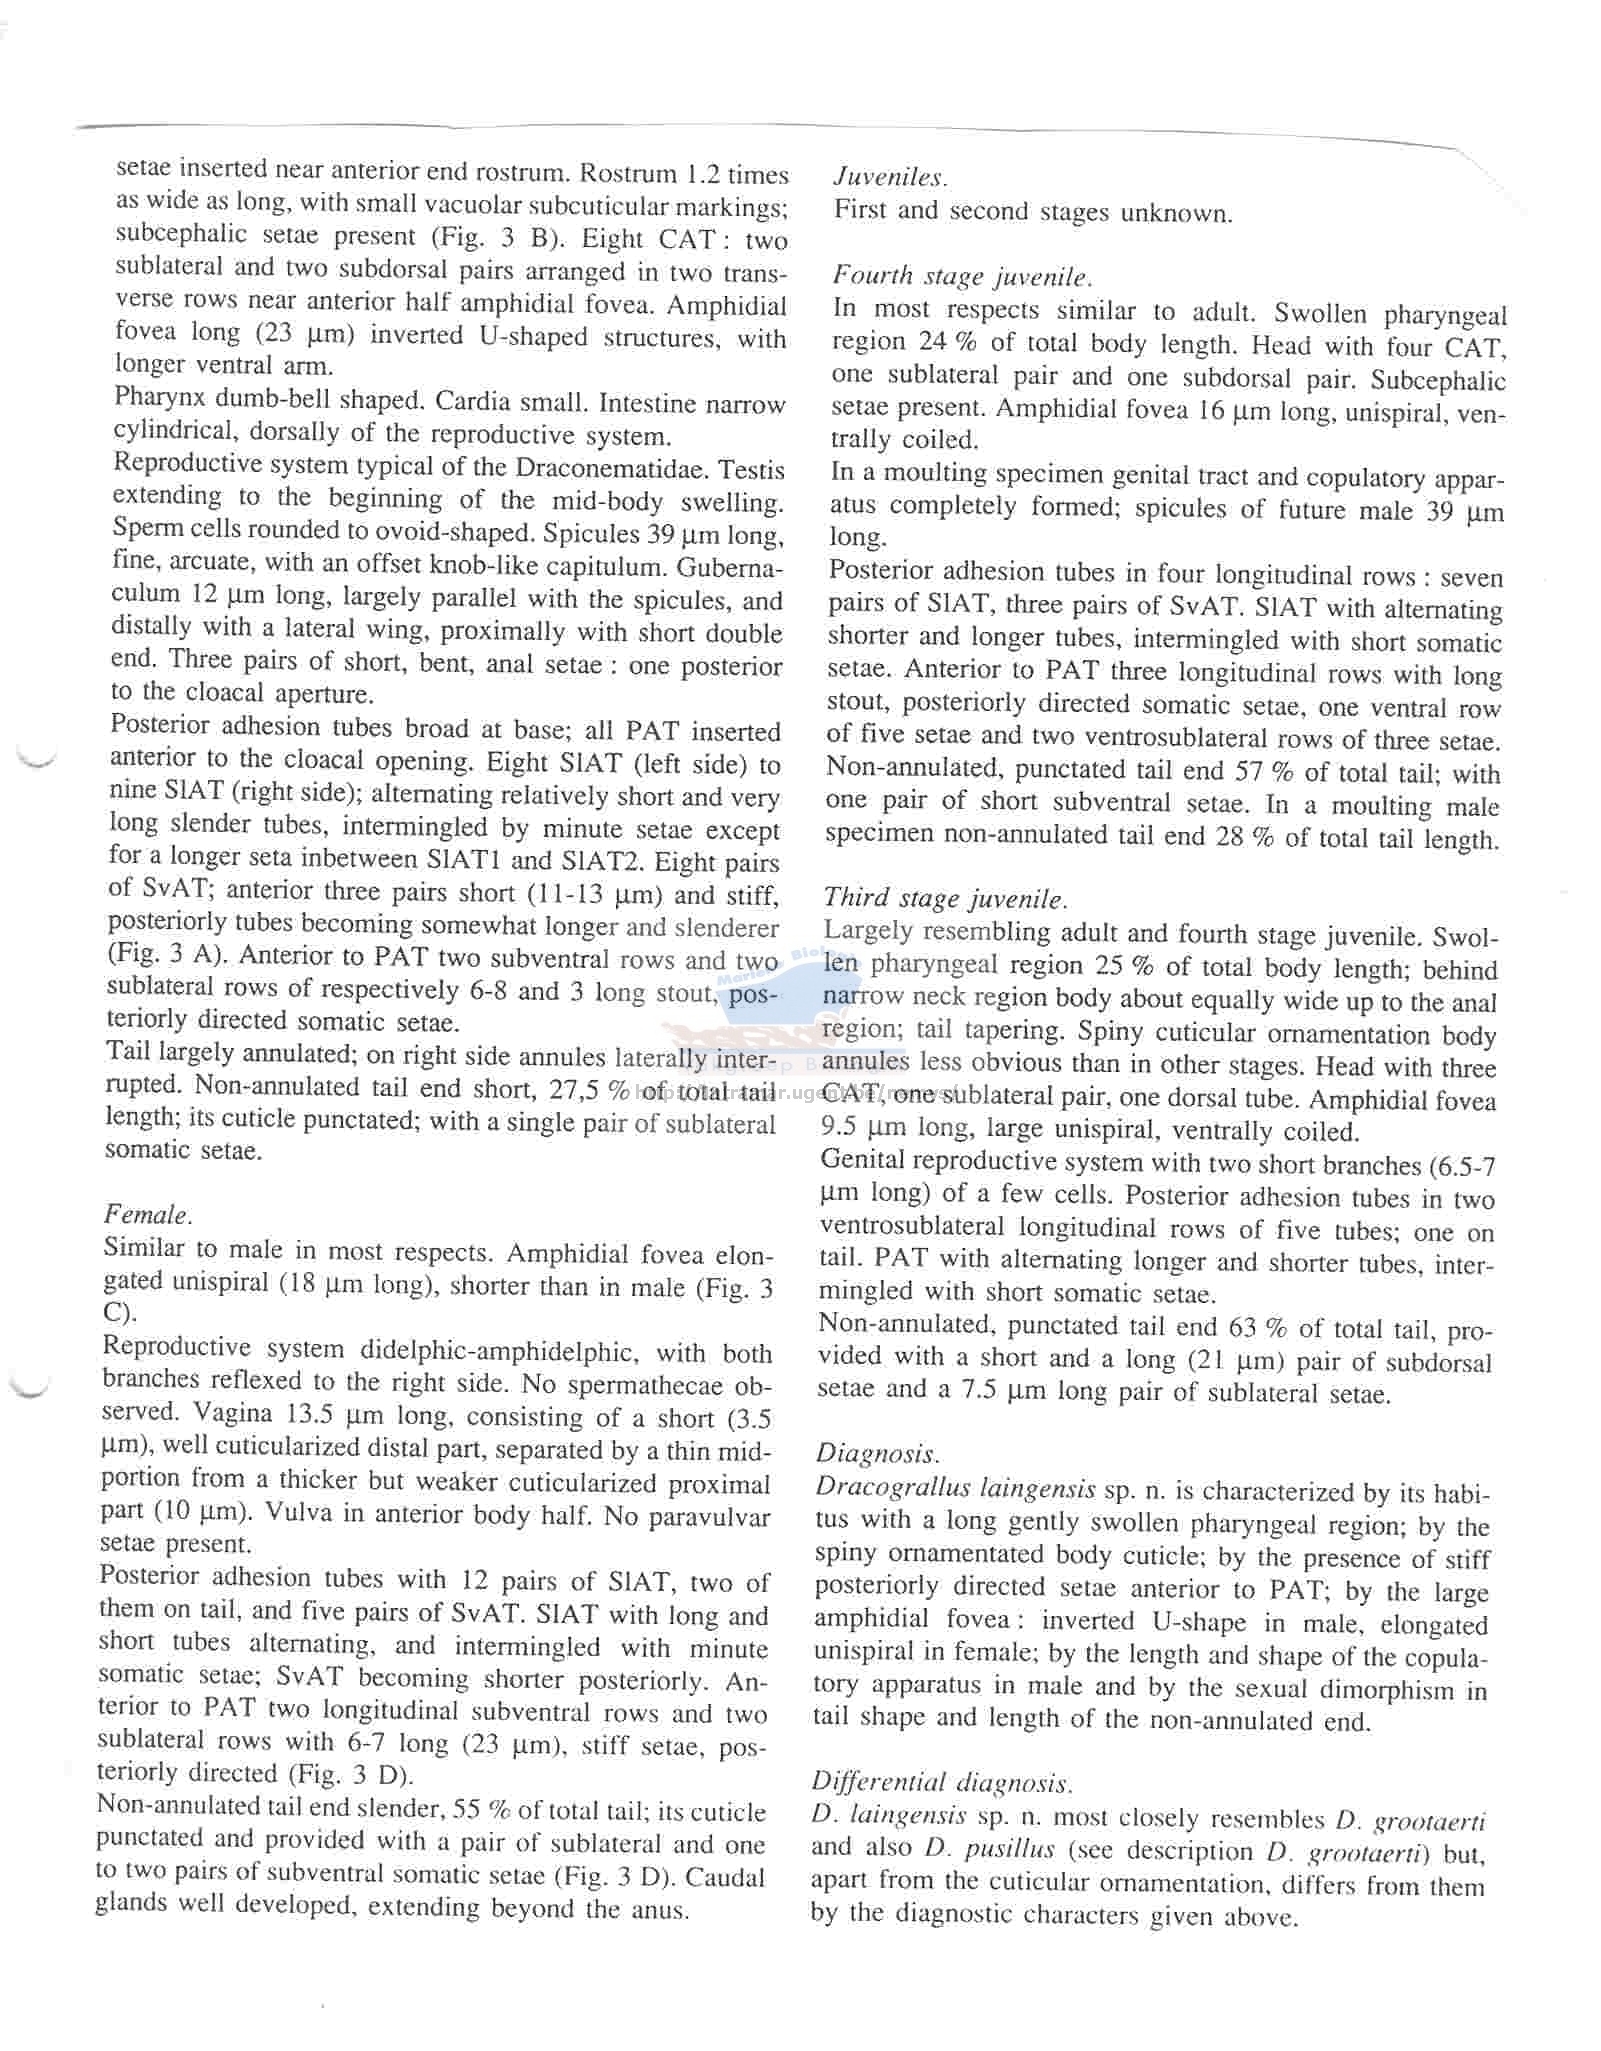 setae inserted near anterior end rostrum. Rostrum 1.2 times
as wide as long, with small vacuolar subcuticular markings;
subcephalic setae present (Fig. 3 B). Eight CAT : two
sublateral and two subdorsal pairs arranged in two trans-
verse rows near anterior half amphidial fovea. Amphidial
fovea long (23 µm) inverted U-shaped structures, with
longer ventral arm.
Pharynx dumb-bell shaped. Cardia small. Intestine narrow
cylindrical, dorsally of the reproductive system.
Reproductive system typical of the Draconematidae. Testis
extending to the beginning of the mid-body swelling.
Sperm cells rounded to ovoid-shaped. Spicules 39 µm long,
fine, arcuate, with an offset knob-like capitulum. Guberna-
culum 12 µm long, largely parallel with the spicules, and
distally with a lateral wing, proximally with short double
end. Three pairs of short, bent, anal setae : one posterior
to the cloacal aperture.
Posterior adhesion tubes broad at base; all PAT inserted
anterior to the cloacal opening. Eight SlAT (left side) to
nine SlAT (right side); alternating relatively short and very
long slender tubes, intermingled by minute setae except
for a longer seta inbetween SlAT1 and SlAT2. Eight pairs
of SvAT; anterior three pairs short (11-13 µm) and stiff,
posteriorly tubes becoming somewhat longer and slenderer
(Fig. 3 A). Anterior to PAT two subventral rows and two
sublateral rows of respectively 6-8 and 3 long stout, pos-
teriorly directed somatic setae.
Tail largely annulated; on right side annules laterally inter-
rupted. Non-annulated tail end short, 27,5 % of total tail
length; its cuticle punctated; with a single pair of sublateral
somatic setae.
Female.
Similar to male in most respects. Amphidial fovea elon-
gated unispiral (18 µm long), shorter than in male (Fig. 3
C).
Reproductive system didelphic-amphidelphic, with both
branches reflexed to the right side. No spermathecae ob-
served. Vagina 13.5 µm long, consisting of a short (3.5
µm), well cuticularized distal part, separated by a thin mid-
portion from a thicker but weaker cuticularized proximal
part (10 µm). Vulva in anterior body half. No paravulvar
setae present.
Posterior adhesion tubes with 12 pairs of SlAT, two of
them on tail, and five pairs of SvAT. SlAT with long and
short tubes alternating, and intermingled with minute
somatic setae; SvAT becoming shorter posteriorly. An-
terior to PAT two longitudinal subventral rows and two
sublateral rows with 6-7 long (23 µm), stiff setae, pos-
teriorly directed (Fig. 3 D).
Non-annulated tail end slender, 55 % of total tail; its cuticle
punctated and provided with a pair of sublateral and one
to two pairs of subventral somatic setae (Fig. 3 D). Caudal
glands well developed, extending beyond the anus.
Juveniles.
First and second stages unknown.
Fourth stage juvenile.
In most respects similar to adult. Swollen pharyngeal
region 24 % of total body length. Head with four CAT,
one sublateral pair and one subdorsal pair. Subcephalic
setae present. Amphidial fovea 16 µm long, unispiral, ven-
trally coiled.
In a moulting specimen genital tract and copulatory appar-
atus completely formed; spicules of future male 39 µm
long.
Posterior adhesion tubes in four longitudinal rows : seven
pairs of SlAT, three pairs of SvAT. SlAT with alternating
shorter and longer tubes, intermingled with short somatic
setae. Anterior to PAT three longitudinal rows with long
stout, posteriorly directed somatic setae, one ventral row
of five setae and two ventrosublateral rows of three setae.
Non-annulated, punctated tail end 57 % of total tail; with
one pair of short subventral setae. In a moulting male
specimen non-annulated tail end 28 % of total tail length.
Third stage juvenile.
Largely resembling adult and fourth stage juvenile. Swol-
len pharyngeal region 25 % of total body length; behind
narrow neck region body about equally wide up to the anal
region; tail tapering. Spiny cuticular ornamentation body
annules less obvious than in other stages. Head with three
CAT, one sublateral pair, one dorsal tube. Amphidial fovea
9.5 µm long, large unispiral, ventrally coiled.
Genital reproductive system with two short branches (6.5-7
µm long) of a few cells. Posterior adhesion tubes in two
ventrosublateral longitudinal rows of five tubes; one on
tail. PAT with alternating longer and shorter tubes, inter-
mingled with short somatic setae.
Non-annulated, punctated tail end 63 % of total tail, pro-
vided with a short and a long (21 µm) pair of subdorsal
setae and a 7.5 µm long pair of sublateral setae.
Diagnosis.
Dracograllus laingensis sp. n. is characterized by its habi-
tus with a long gently swollen pharyngeal region; by the
spiny ornamentated body cuticle; by the presence of stiff
posteriorly directed setae anterior to PAT; by the large
amphidial fovea : inverted U-shape in male, elongated
unispiral in female; by the length and shape of the copula-
tory apparatus in male and by the sexual dimorphism in
tail shape and length of the non-annulated end.
Differential diagnosis.
D. laingensis sp. n. most closely resembles D. grootaerti
and also D. pusillus (see description D. grootaerti) but,
apart from the cuticular ornamentation, differs from them
by the diagnostic characters given above.